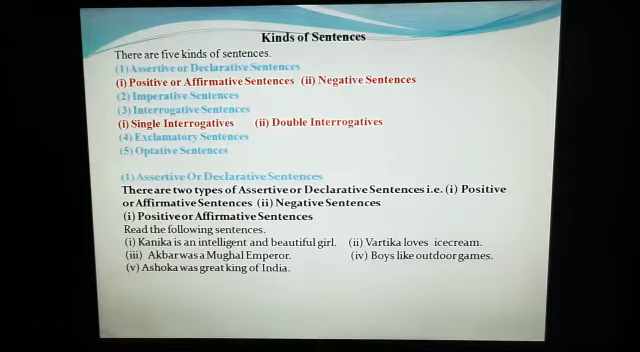 Kinds of Sentences
There are five kinds of sentences.
(1) Assertive or Declarative Sentences
(i) Positive or Affirmative Sentences (ii) Negative Sentences
(2) Imperative Sentences
(3) Interrogative Sentences
(i) Single Interrogatives (ii) Double Interrogatives
(4) Exclamatory Sentences
(5) Optative Sentences
(1) Assertive Or Declarative Sentences
There are two types of Assertive or Declarative Sentences i.e. (i) Positive
or Affirmative Sentences (ii) Negative Sentences
(i) Positive or Affirmative Sentences
Read the following sentences.
(i) Kanika is an intelligent and beautiful girl. (ii) Vartika loves icecream.
(iii) Akbar was a Mughal Emperor. (iv) Boys like outdoor games.
(v) Ashoka was great king of India.